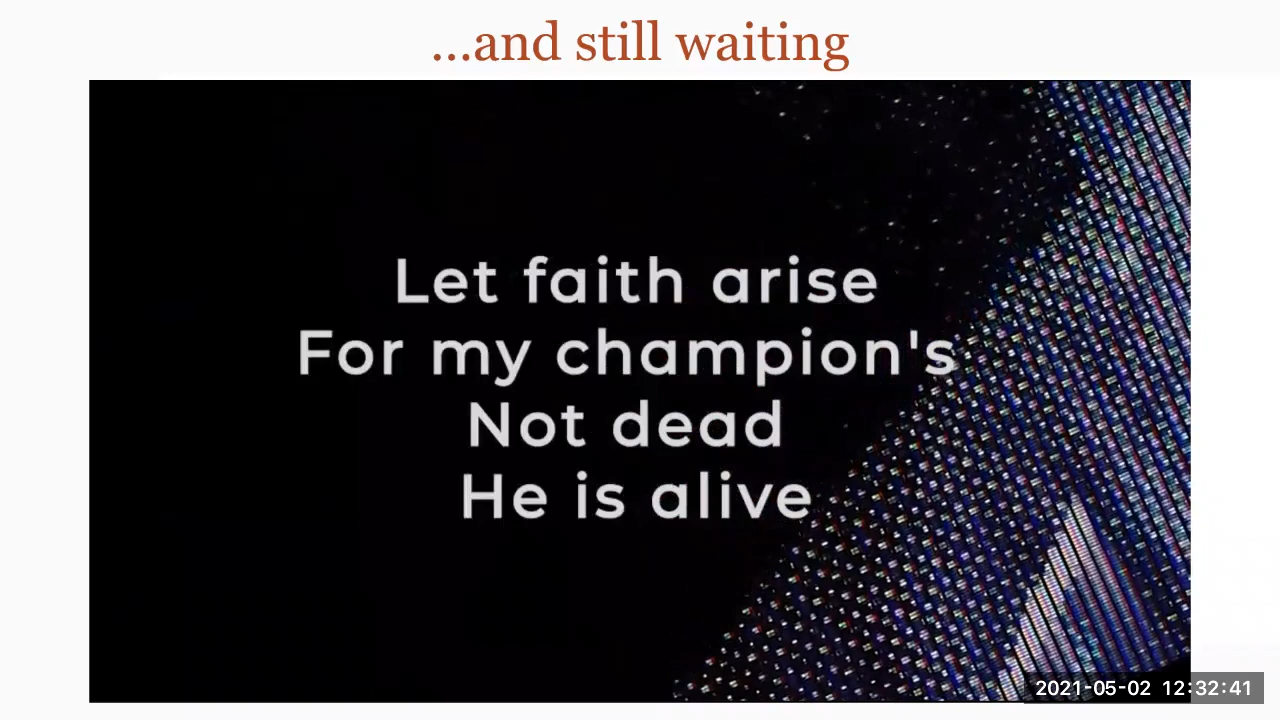 ...and still waiting
Let faith arise
For my champion's
Not dead
He is alive
2021-05-02 12:32:41